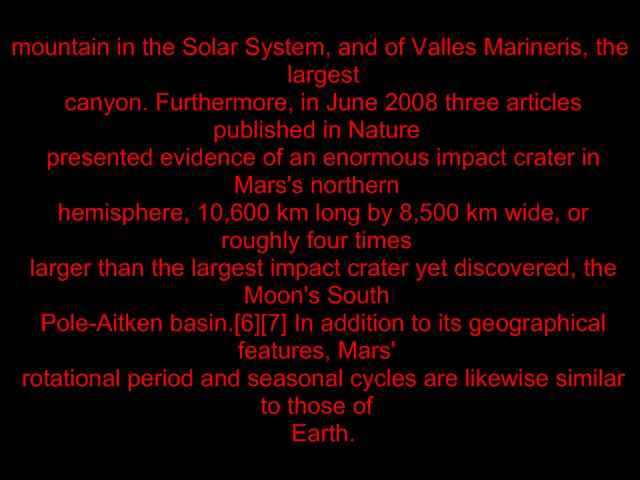 mountain in the Solar System, and of Valles Marineris, the
largest
canyon. Furthermore, in June 2008 three articles
published in Nature
presented evidence of an enormous impact crater in
Mars's northern
hemisphere, 10,600 km long by 8,500 km wide, or
roughly four times
larger than the largest impact crater yet discovered, the
Moon's South
Pole-Aitken basin.[6][7] In addition to its geographical
features, Mars'
rotational period and seasonal cycles are likewise similar
to those of
Earth.